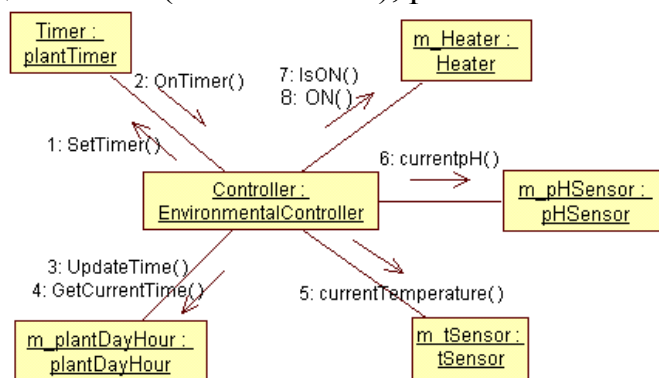 Timer :
plantTimer
m_Heater :
Heater
2: OnTimer()
7: IsON()
8: ON( )
1: SetTimer()
6: currentpH()
Controller :
EnvironmentalController
m_pHSensor :
pHSensor
3: UpdateTime()
4: GetCurrentTime()
5: currentTemperature()
m_plantDayHour :
plantDayHour
m_tSensor :
tSensor